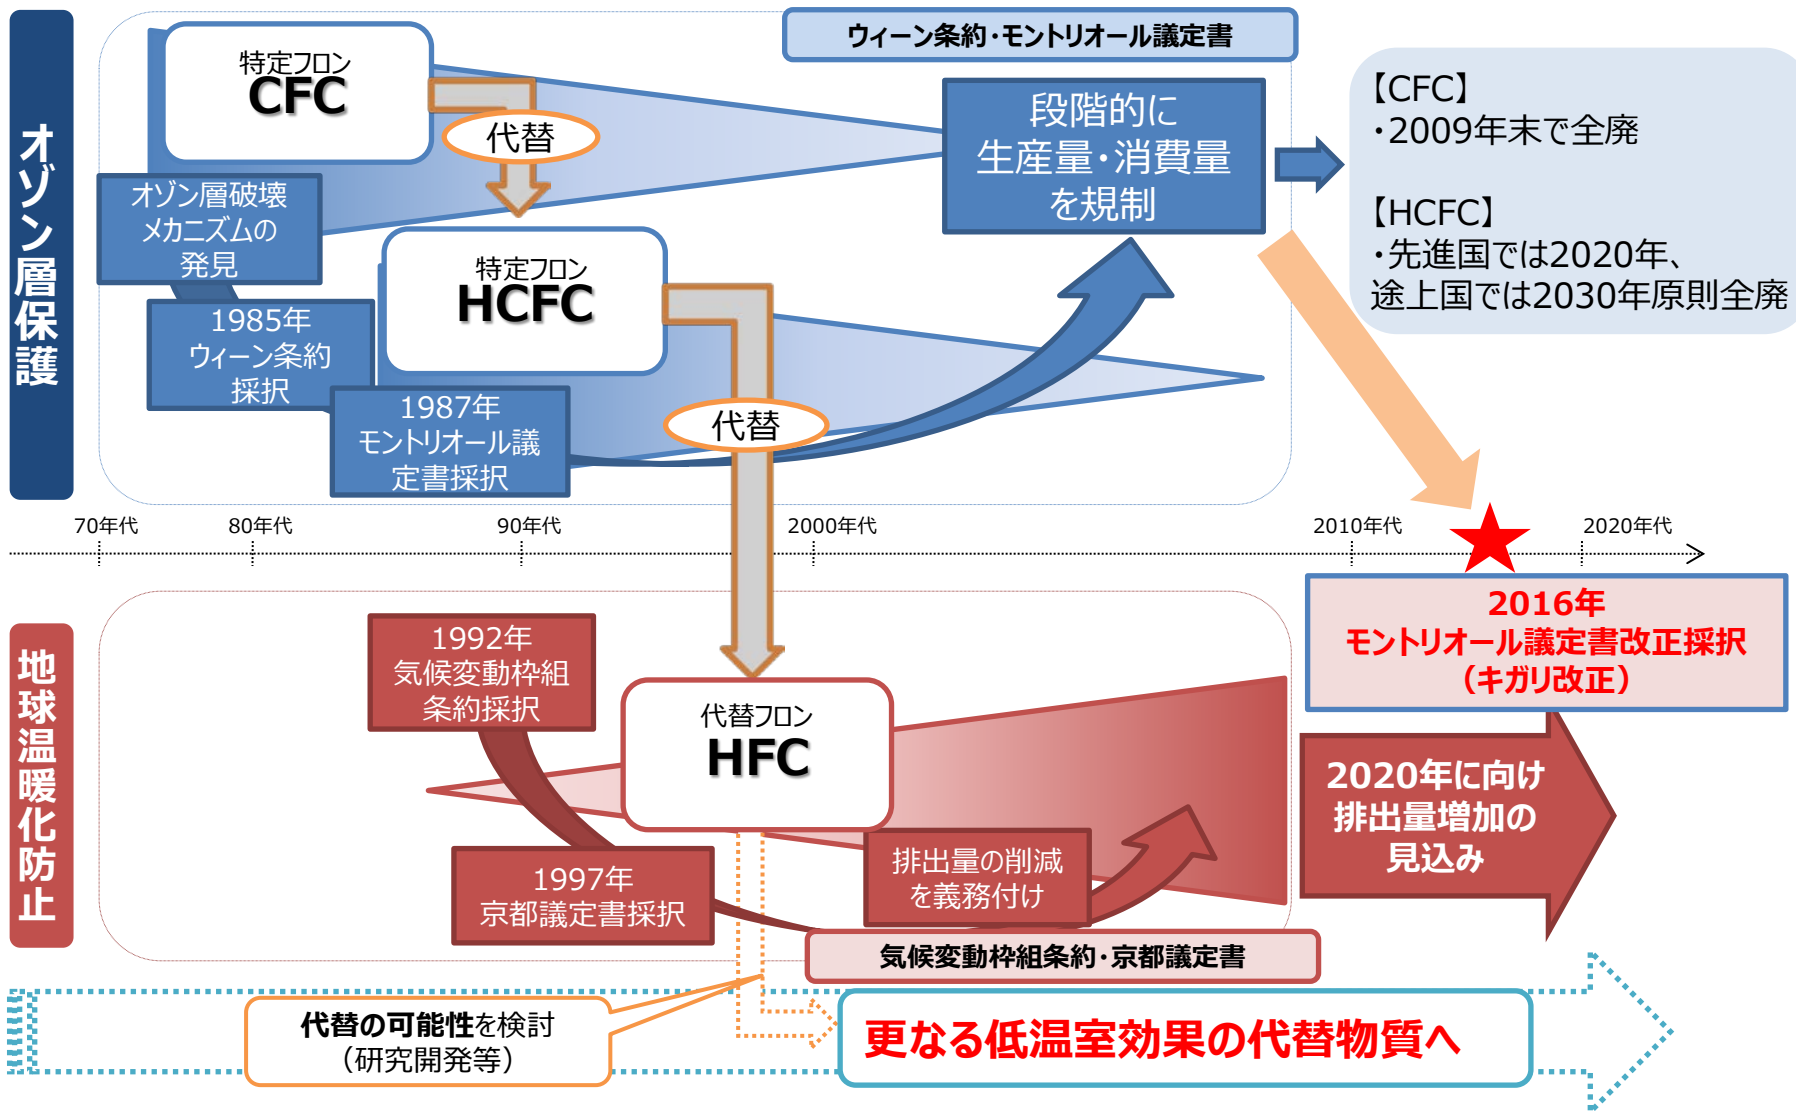 オゾン層保護
ウィーン条約・モントリオール議定書
特定フロン
CFC
代替
段階的に
生産量・消費量
を規制
【CFC】
・2009年末で全廃
【HCFC】
・先進国では2020年、
途上国では2030年原則全廃
オゾン層破壊
メカニズムの
発見
特定フロン
HCFC
1985年
ウィーン条約
採択
1987年
モントリオール議
定書採択
代替
70年代
80年代
90年代
2000年代
2010年代
2020年代
地球温暖化防止
1992年
気候変動枠組
条約採択
代替フロン
HFC
2016年
モントリオール議定書改正採択
（キガリ改正）
2020年に向け
排出量増加の
見込み
1997年
京都議定書採択
排出量の削減
を義務付け
気候変動枠組条約・京都議定書
代替の可能性を検討
（研究開発等）
更なる低温室効果の代替物質へ